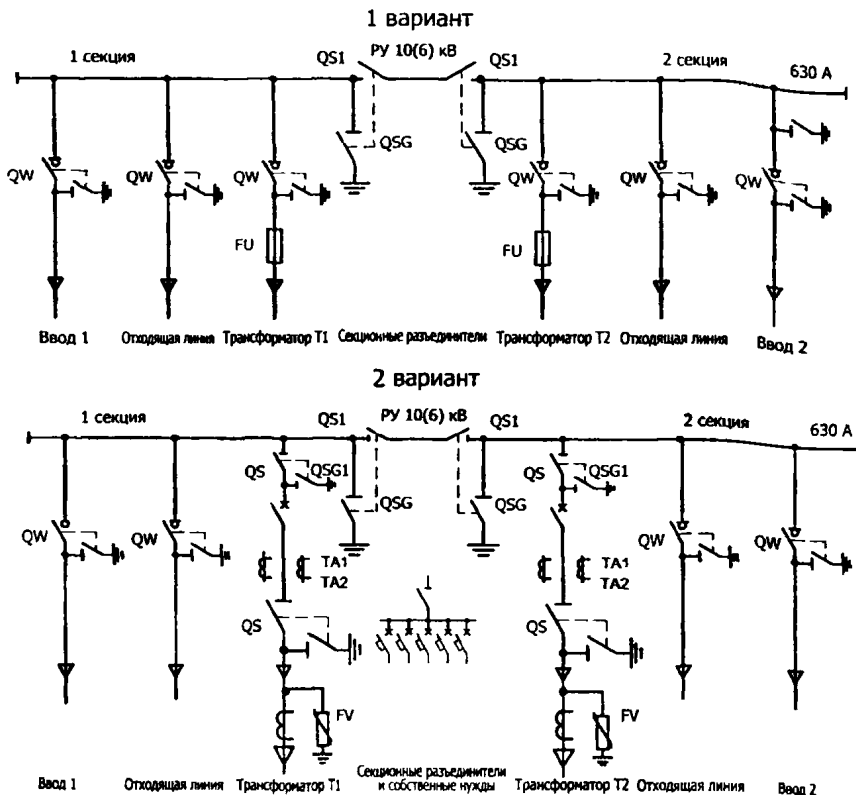 1 вариант
1 секция QS1 РУ 10(6) кВ QS1 2 секция 630 А
QSG QSG
QW QW QW QW QW QW
FU FU
Ввод 1 Отходящая линия Трансформатор Т1 Секционные разъединители Трансформатор Т2 Отходящая линия Ввод 2
2 вариант
1 секция QS1 РУ 10(6) кВ QS1 2 секция 630 А
QS QSG1 QS QSG1
QSG QSG
QW QW QW QW
ТА1 ТА1
ТА2 ТА2
QS QS
FV FV
Ввод 1 Отходящая линия Трансформатор Т1 Секционные разъединители Трансформатор Т2 Отходящая линия Ввод 2
и собственные нужды